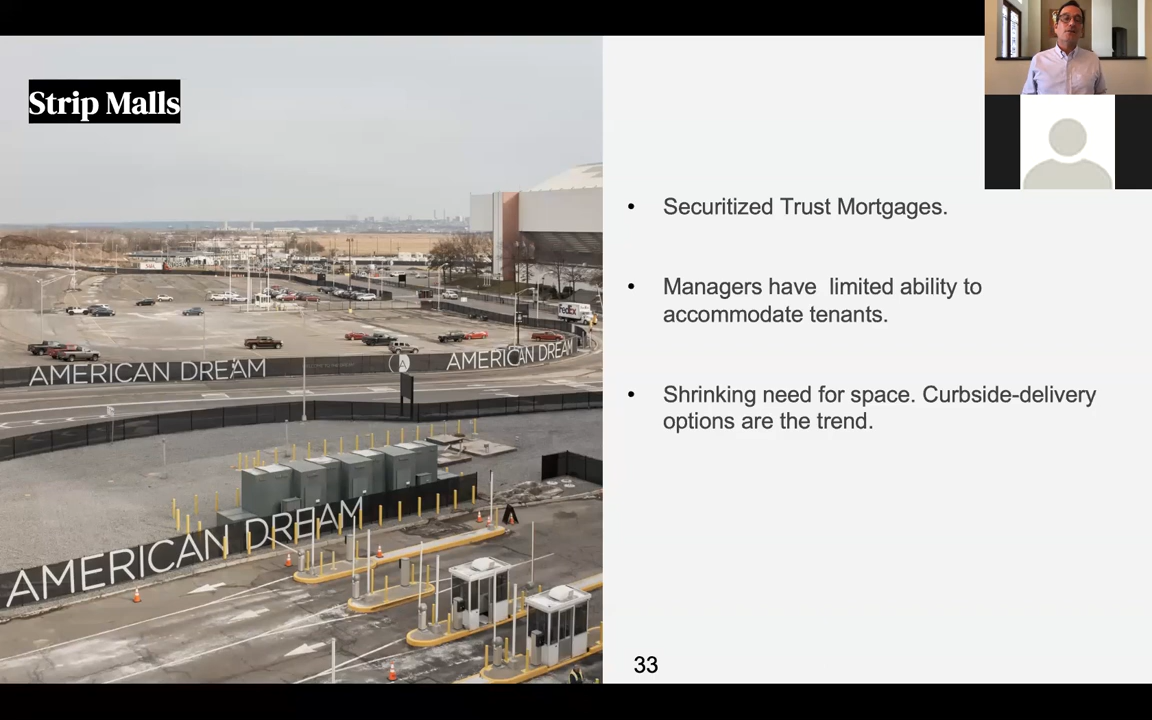 Strip Malls
FedEx
AMERICAN DREAM
A
AMERICAN DREAM
AMERICAN DREAM
• Securitized Trust Mortgages.
• Managers have limited ability to
accommodate tenants.
• Shrinking need for space. Curbside-delivery
options are the trend.
33